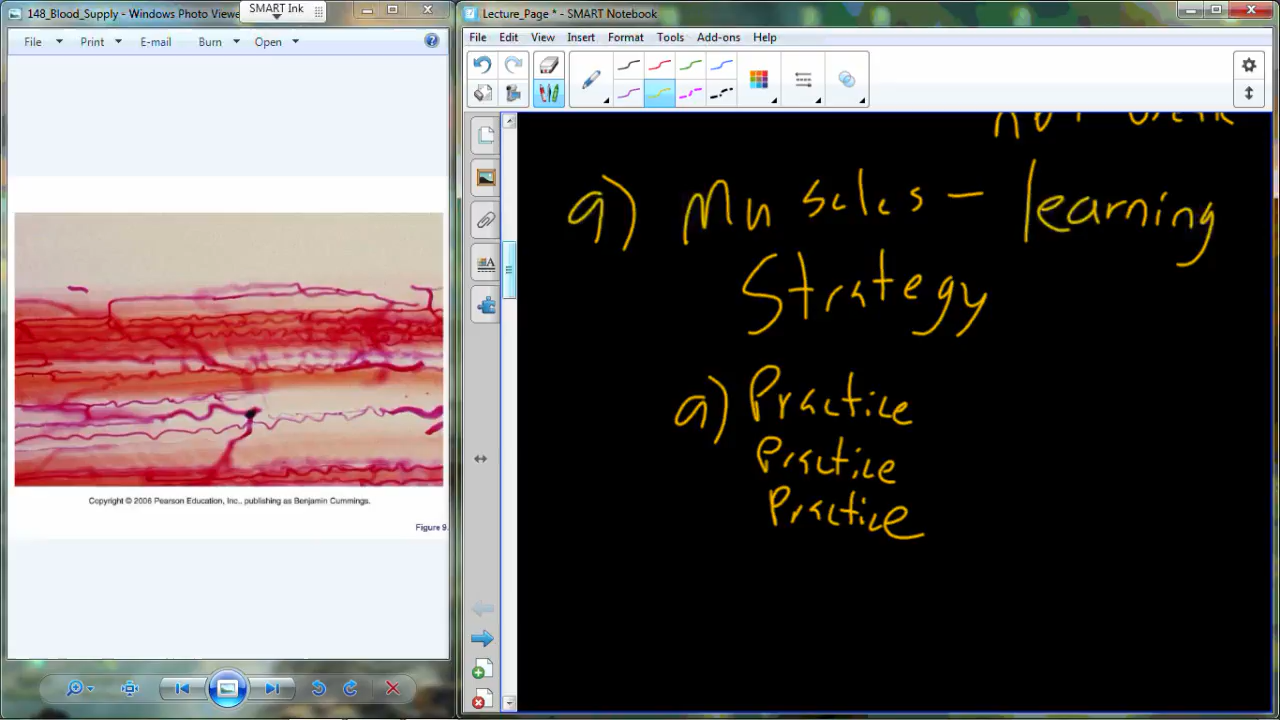 148_Blood_Supply - Windows Photo Viewe
SMART Ink
File Print E-mail Burn Open
Copyright © 2006 Pearson Education, Inc., publishing as Benjamin Cummings.
Figure 9.
Lecture_Page * - SMART Notebook
File Edit View Insert Format Tools Add-ons Help
a) Muscles - learning
Strategy
a) Practice
Practice
Practice